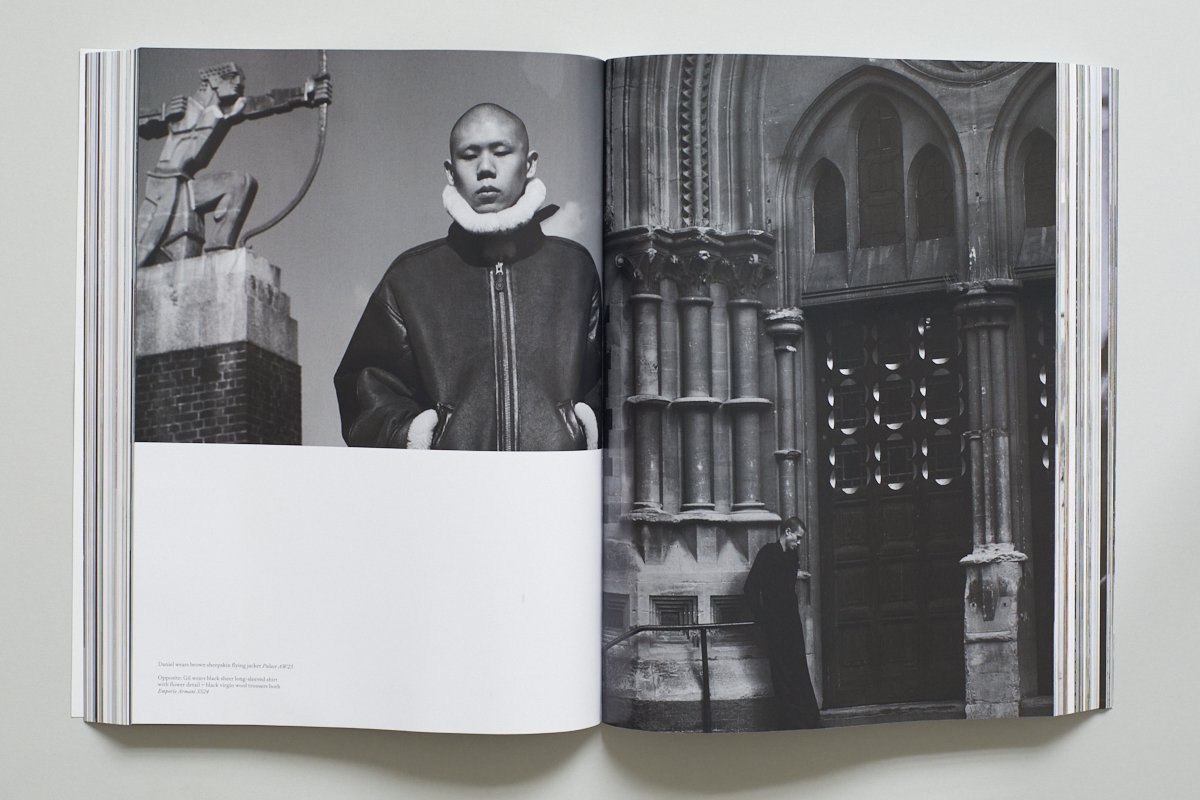 Daniel wears brown sheepskin flying jacket Palace AW23
Opposite: Gil wears black sheer long-sleeved shirt
with flower detail + black virgin wool trousers both
Emporio Armani SS24